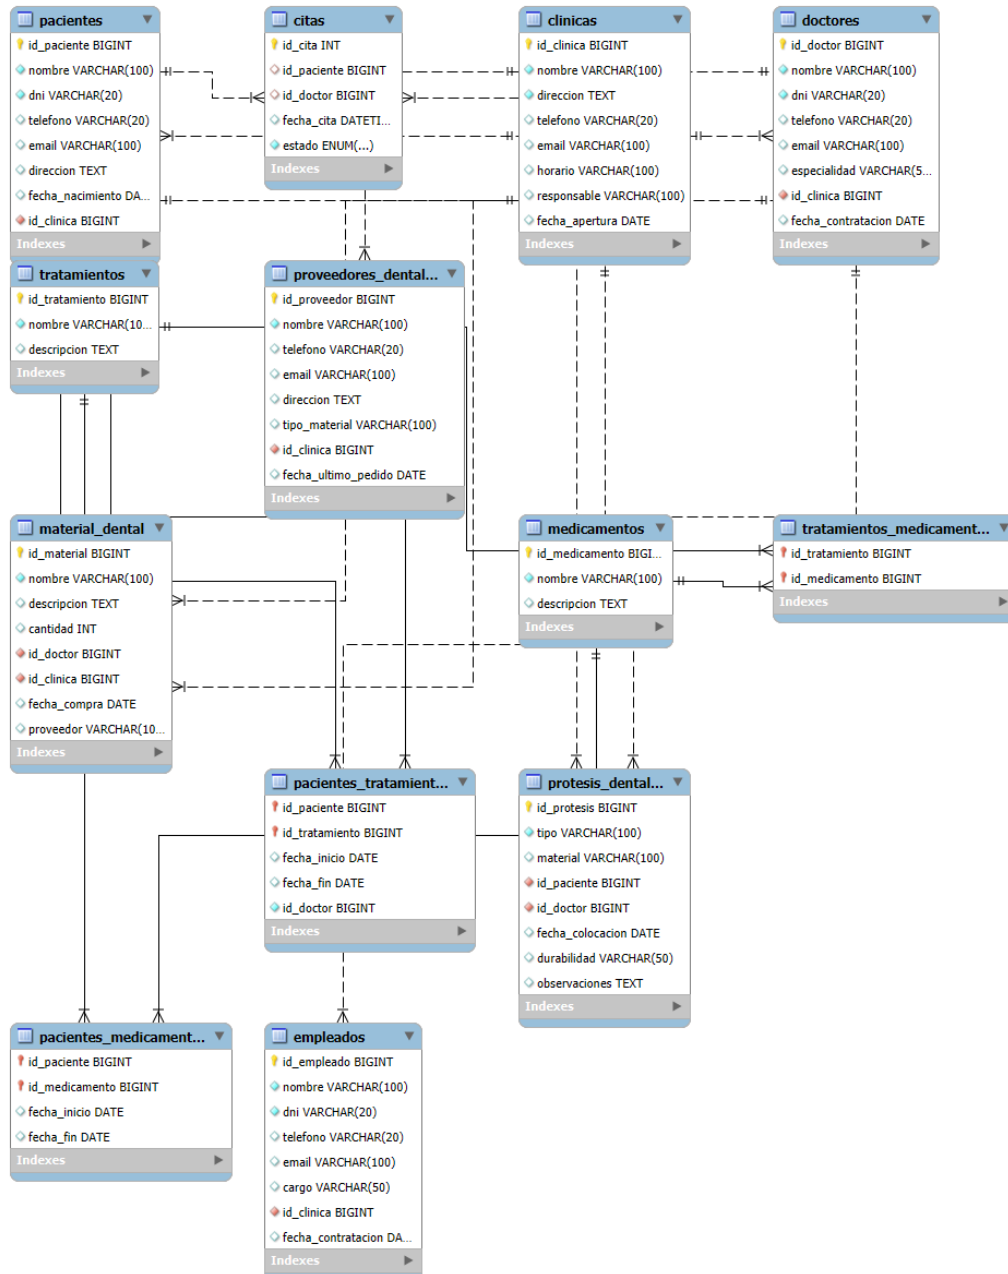 pacientes
id_paciente BIGINT
nombre VARCHAR(100)
dni VARCHAR(20)
telefono VARCHAR(20)
email VARCHAR(100)
direccion TEXT
fecha_nacimiento DA...
id_clinica BIGINT
Indexes
citas
id_cita INT
id_paciente BIGINT
id_doctor BIGINT
fecha_cita DATETI...
estado ENUM(...)
Indexes
clinicas
id_clinica BIGINT
nombre VARCHAR(100)
direccion TEXT
telefono VARCHAR(20)
email VARCHAR(100)
horario VARCHAR(100)
responsable VARCHAR(100)
fecha_apertura DATE
Indexes
doctores
id_doctor BIGINT
nombre VARCHAR(100)
dni VARCHAR(20)
telefono VARCHAR(20)
email VARCHAR(100)
especialidad VARCHAR(5...
id_clinica BIGINT
fecha_contratacion DATE
Indexes
tratamientos
id_tratamiento BIGINT
nombre VARCHAR(10...
descripcion TEXT
Indexes
proveedores_dental...
id_proveedor BIGINT
nombre VARCHAR(100)
telefono VARCHAR(20)
email VARCHAR(100)
direccion TEXT
tipo_material VARCHAR(100)
id_clinica BIGINT
fecha_ultimo_pedido DATE
Indexes
material_dental
id_material BIGINT
nombre VARCHAR(100)
descripcion TEXT
cantidad INT
id_doctor BIGINT
id_clinica BIGINT
fecha_compra DATE
proveedor VARCHAR(10...
Indexes
medicamentos
id_medicamento BIGI...
nombre VARCHAR(100)
descripcion TEXT
Indexes
tratamientos_medicament...
id_tratamiento BIGINT
id_medicamento BIGINT
Indexes
pacientes_tratamient...
id_paciente BIGINT
id_tratamiento BIGINT
fecha_inicio DATE
fecha_fin DATE
id_doctor BIGINT
Indexes
protesis_dental...
id_protesis BIGINT
tipo VARCHAR(100)
material VARCHAR(100)
id_paciente BIGINT
id_doctor BIGINT
fecha_colocacion DATE
durabilidad VARCHAR(50)
observaciones TEXT
Indexes
pacientes_medicament...
id_paciente BIGINT
id_medicamento BIGINT
fecha_inicio DATE
fecha_fin DATE
Indexes
empleados
id_empleado BIGINT
nombre VARCHAR(100)
dni VARCHAR(20)
telefono VARCHAR(20)
email VARCHAR(100)
cargo VARCHAR(50)
id_clinica BIGINT
fecha_contratacion DA...
Indexes